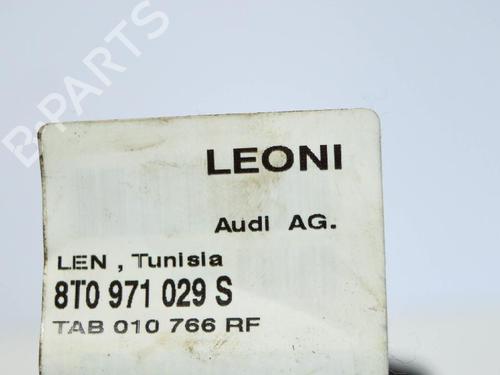 B-PARTS
LEONI
Audi AG.
LEN , Tunisia
8T0 971 029 S
TAB 010 766 RF